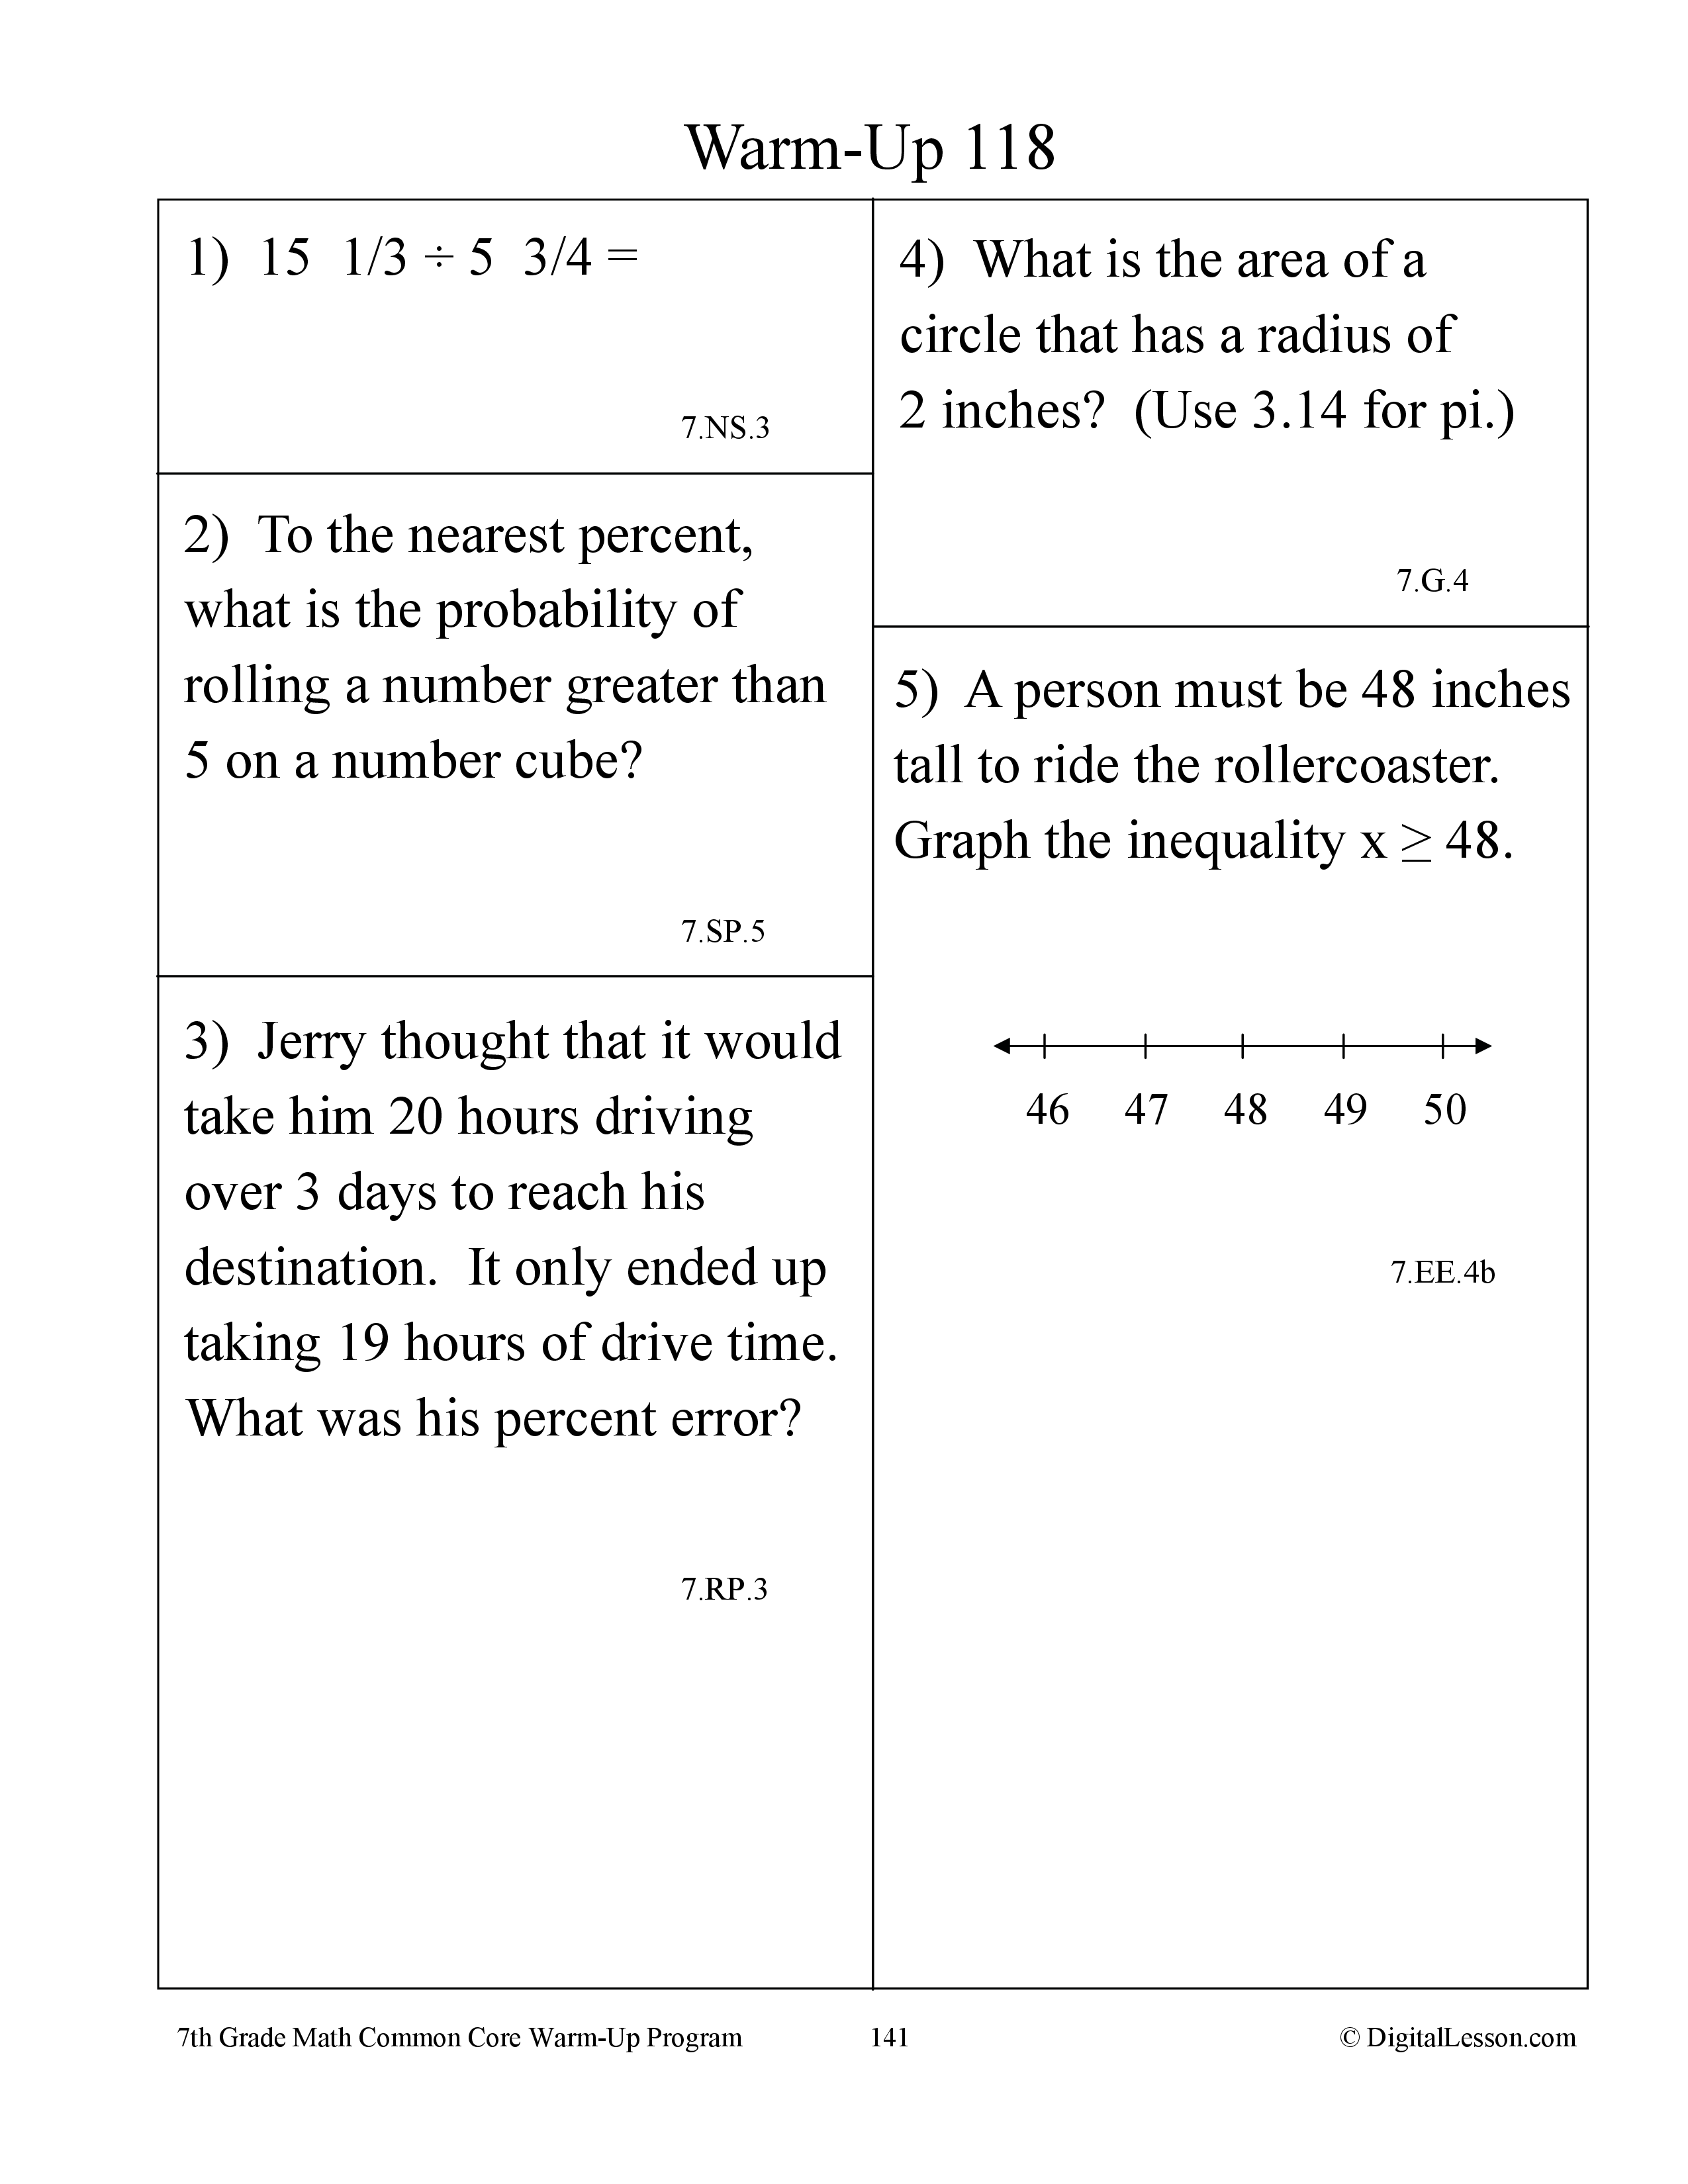 Warm-Up 118
1)  15  1/3 ÷ 5  3/4 =
7.NS.3
2)  To the nearest percent,
what is the probability of
rolling a number greater than
5 on a number cube?
7.SP.5
3)  Jerry thought that it would
take him 20 hours driving
over 3 days to reach his
destination.  It only ended up
taking 19 hours of drive time.
What was his percent error?
7.RP.3
4)  What is the area of a
circle that has a radius of
2 inches?  (Use 3.14 for pi.)
7.G.4
5)  A person must be 48 inches
tall to ride the rollercoaster.
Graph the inequality x ≥ 48.
46 47 48 49 50
7.EE.4b
7th Grade Math Common Core Warm-Up Program 141 © DigitalLesson.com